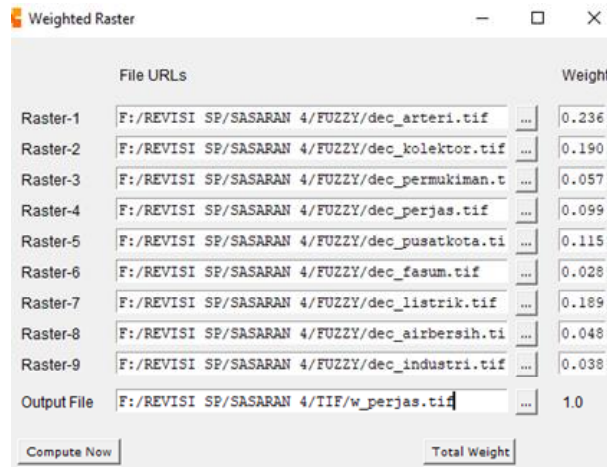 Weighted Raster
File URLs Weight
Raster-1 F:/REVISI SP/SASARAN 4/FUZZY/dec_arteri.tif ... 0.236
Raster-2 F:/REVISI SP/SASARAN 4/FUZZY/dec_kolektor.tif ... 0.190
Raster-3 F:/REVISI SP/SASARAN 4/FUZZY/dec_permukiman.t ... 0.057
Raster-4 F:/REVISI SP/SASARAN 4/FUZZY/dec_perjas.tif ... 0.099
Raster-5 F:/REVISI SP/SASARAN 4/FUZZY/dec_pusatkota.ti ... 0.115
Raster-6 F:/REVISI SP/SASARAN 4/FUZZY/dec_fasum.tif ... 0.028
Raster-7 F:/REVISI SP/SASARAN 4/FUZZY/dec_listrik.tif ... 0.189
Raster-8 F:/REVISI SP/SASARAN 4/FUZZY/dec_airbersih.ti ... 0.048
Raster-9 F:/REVISI SP/SASARAN 4/FUZZY/dec_industri.tif ... 0.038
Output File F:/REVISI SP/SASARAN 4/TIF/w_perjas.tif ... 1.0
Compute Now Total Weight